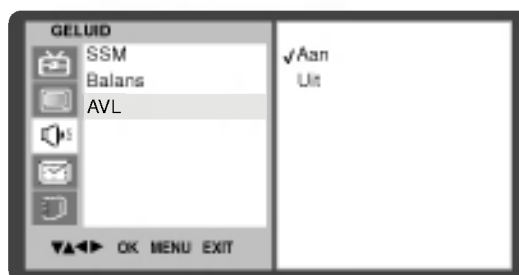 GELUID
SSM
Balans
AVL
√Aan
Uit
▼▲◄► OK MENU EXIT